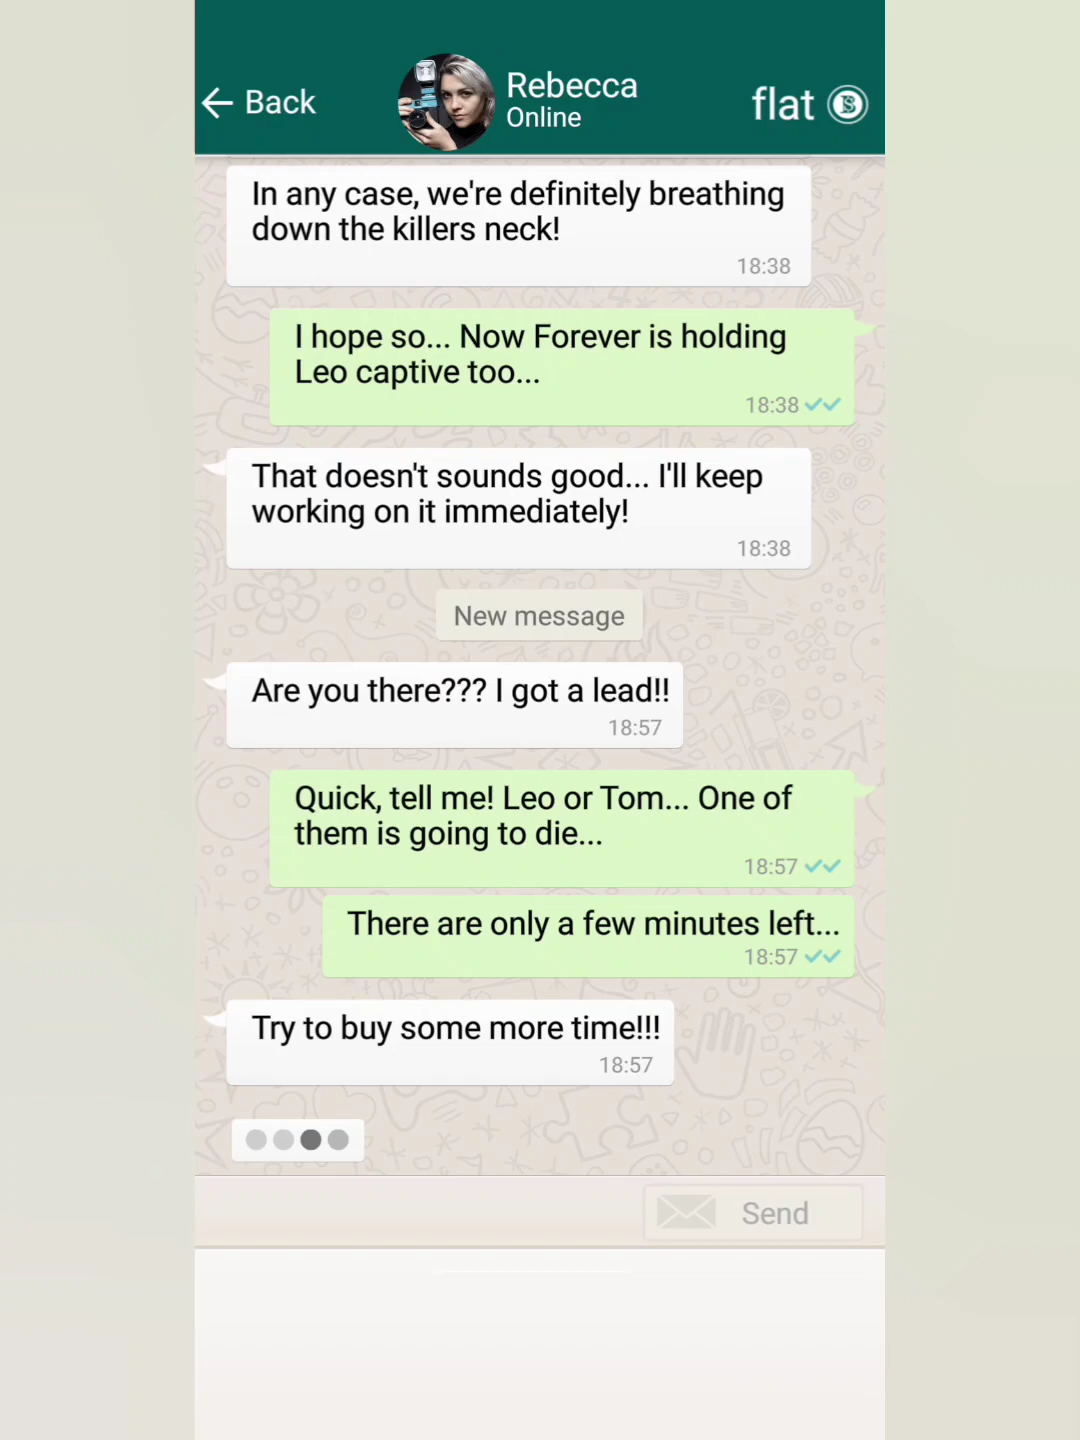 Back
Rebecca
Online
flat
In any case, we're definitely breathing
down the killers neck!
18:38
I hope so... Now Forever is holding
Leo captive too...
18:38
That doesn't sounds good... I'll keep
working on it immediately!
18:38
New message
Are you there??? I got a lead!!
18:57
Quick, tell me! Leo or Tom... One of
them is going to die...
18:57
There are only a few minutes left...
18:57
Try to buy some more time!!!
18:57
Send